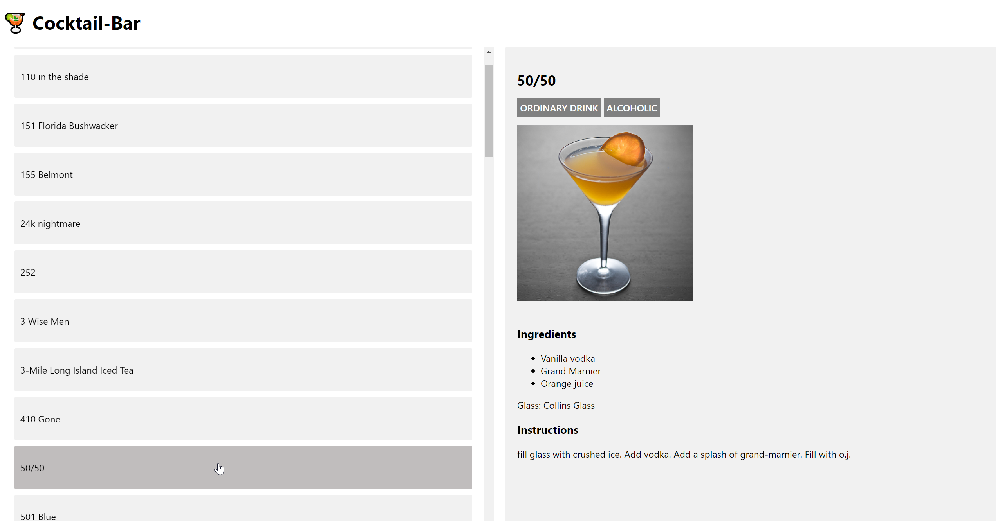 Cocktail-Bar
110 in the shade
151 Florida Bushwacker
155 Belmont
24k nightmare
252
3 Wise Men
3-Mile Long Island Iced Tea
410 Gone
50/50
501 Blue
50/50
ORDINARY DRINK ALCOHOLIC
Ingredients
Vanilla vodka
Grand Marnier
Orange juice
Glass: Collins Glass
Instructions
fill glass with crushed ice. Add vodka. Add a splash of grand-marnier. Fill with o.j.